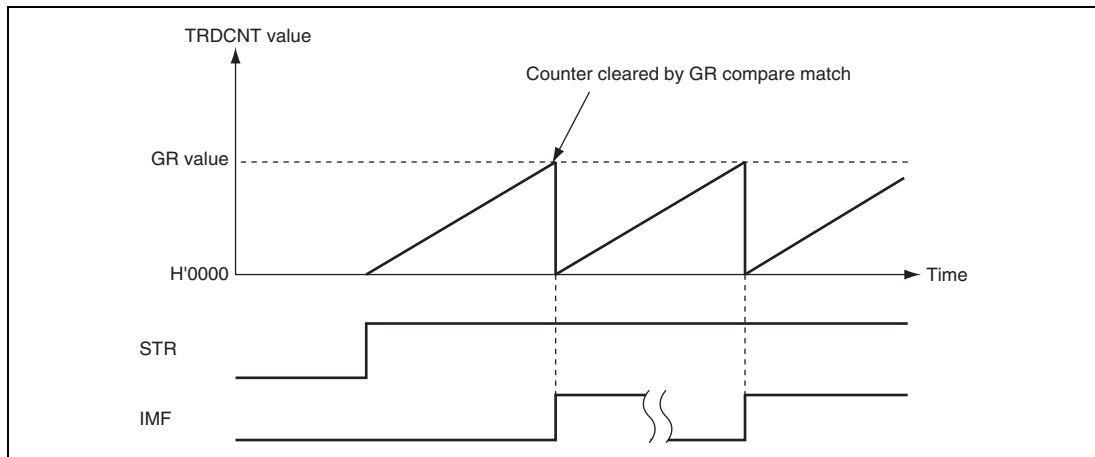 TRDCNT value
Counter cleared by GR compare match
GR value
H'0000
Time
STR
IMF